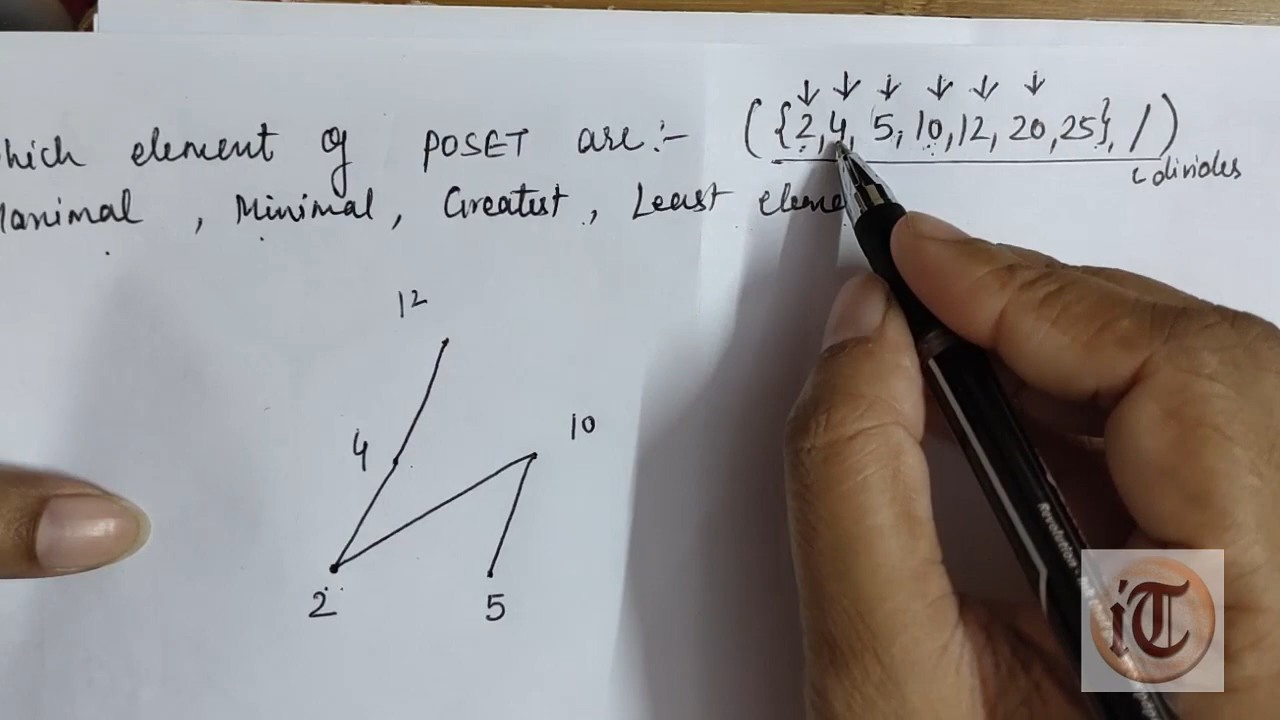 hich element of POSET are:- ({2, 4, 5, 10, 12, 20, 25}, /)
animal, Minimal, Greatest, Least eleme
divides
12
4
10
2
5
iT